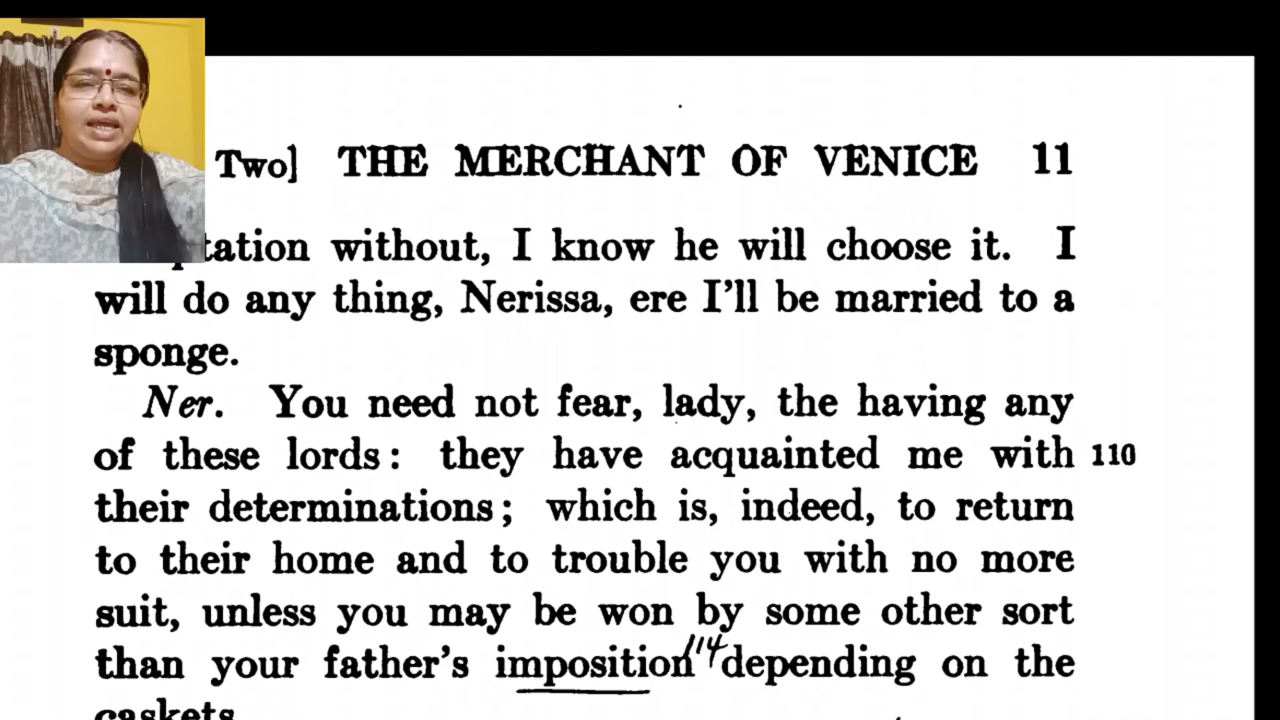 Two] THE MERCHANT OF VENICE 11
tation without, I know he will choose it. I
will do any thing, Nerissa, ere I'll be married to a
sponge.
Ner. You need not fear, lady, the having any
of these lords: they have acquainted me with 110
their determinations; which is, indeed, to return
to their home and to trouble you with no more
suit, unless you may be won by some other sort
than your father's imposition 114 depending on the
caskets